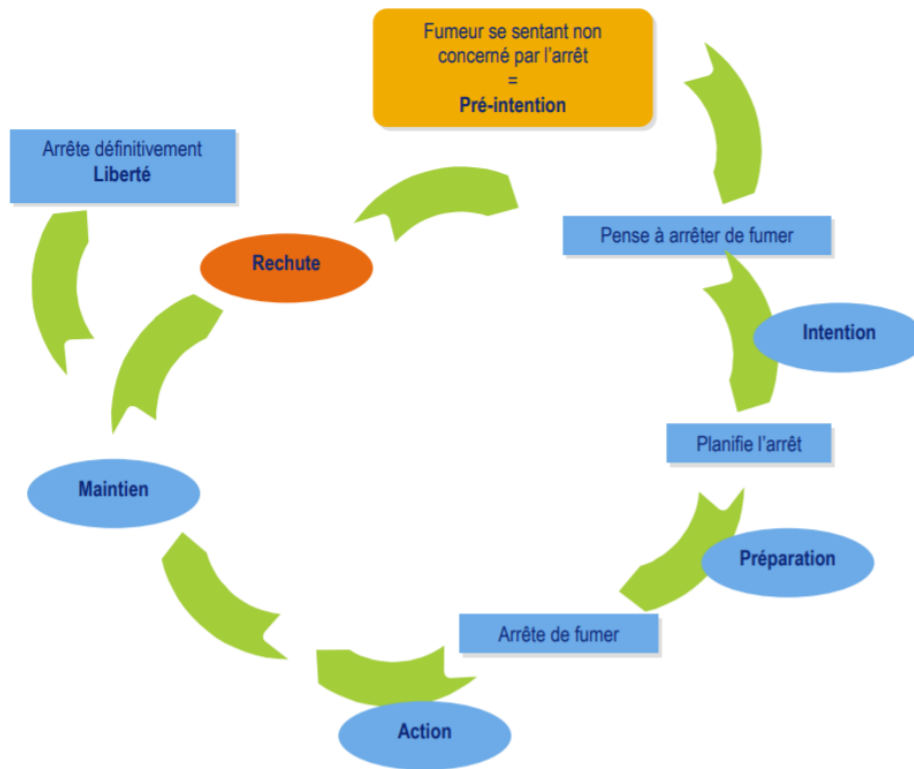 Fumeur se sentant non
concerné par l’arrêt
=
Pré-intention
Arrête définitivement
Liberté
Pense à arrêter de fumer
Rechute
Intention
Planifie l’arrêt
Maintien
Préparation
Arrête de fumer
Action